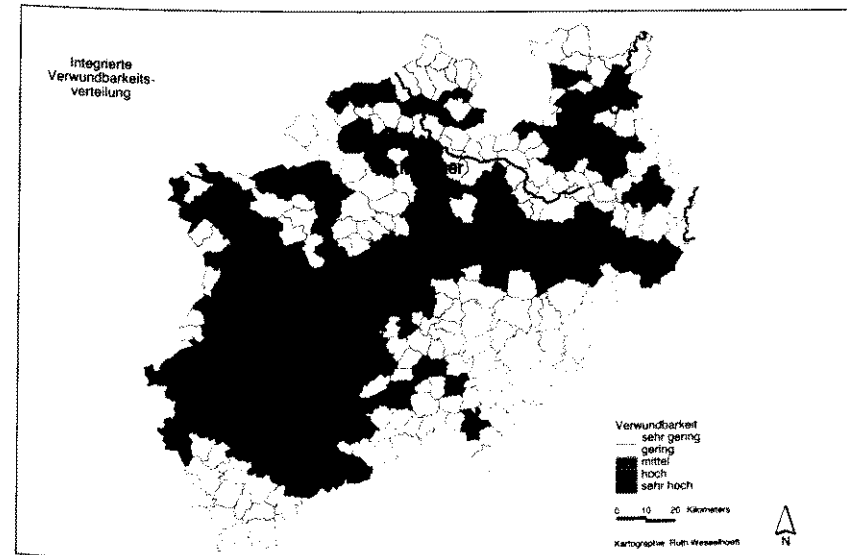 Integrierte
Verwundbarkeits-
verteilung
Verwundbarkeit
sehr gering
gering
mittel
hoch
sehr hoch
0 10 20 Kilometers
N
Kartographie Ruth Wesselhoeft